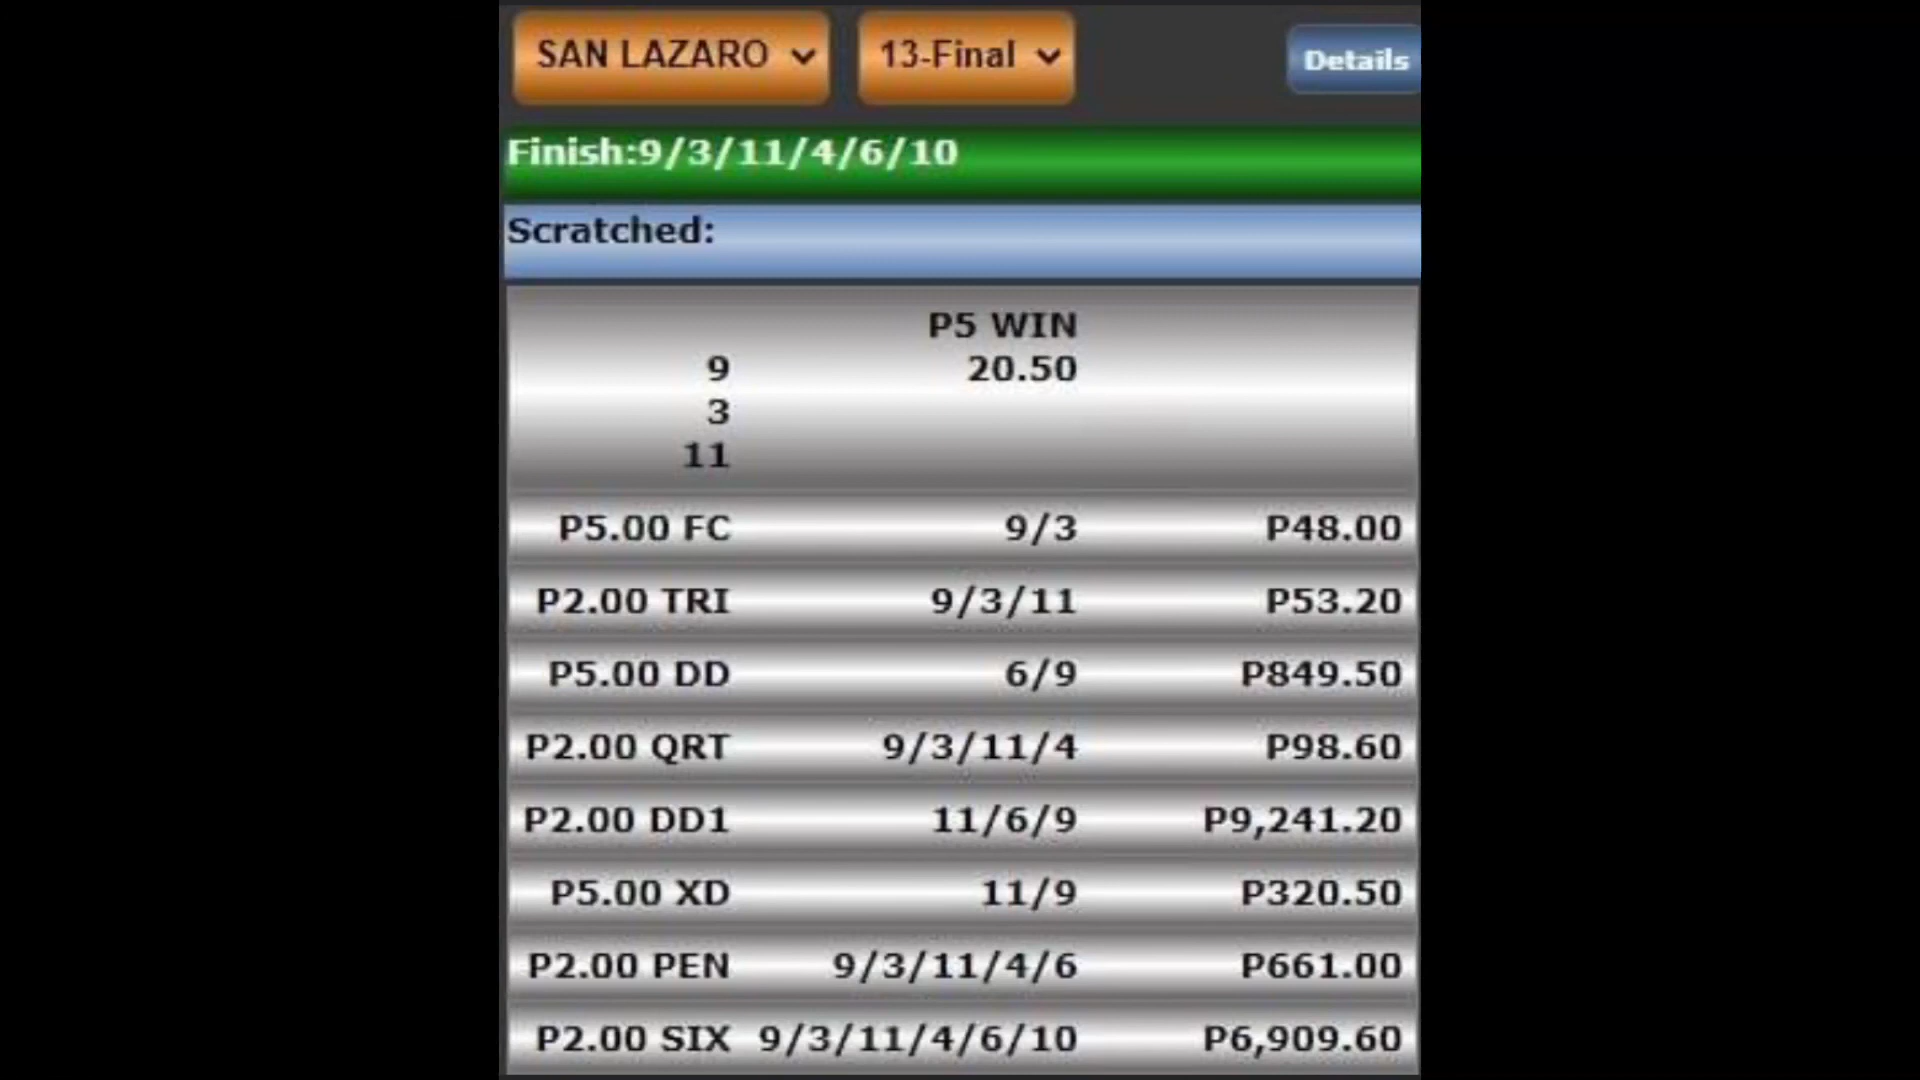 SAN LAZARO 13-Final Details
Finish:9/3/11/4/6/10
Scratched:
P5 WIN
9 20.50
3
11
P5.00 FC 9/3 P48.00
P2.00 TRI 9/3/11 P53.20
P5.00 DD 6/9 P849.50
P2.00 QRT 9/3/11/4 P98.60
P2.00 DD1 11/6/9 P9,241.20
P5.00 XD 11/9 P320.50
P2.00 PEN 9/3/11/4/6 P661.00
P2.00 SIX 9/3/11/4/6/10 P6,909.60